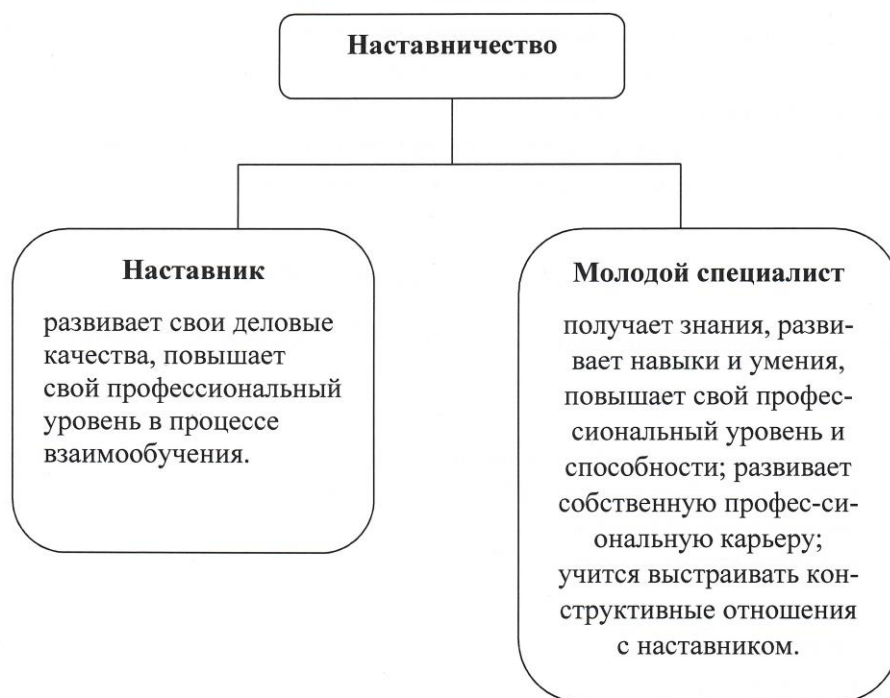 Наставничество
Наставник
развивает свои деловые
качества, повышает
свой профессиональный
уровень в процессе
взаимообучения.
Молодой специалист
получает знания, разви-
вает навыки и умения,
повышает свой профес-
сиональный уровень и
способности; развивает
собственную профес-си-
ональную карьеру;
учится выстраивать кон-
структивные отношения
с наставником.